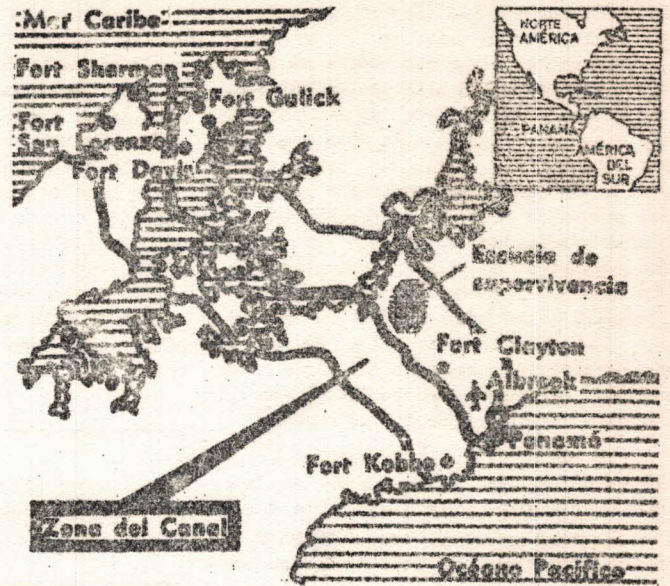 Mar Caribe
NORTE
AMÉRICA
Fort Sherman
Fort Gulick
Fort
San Lorenzo
PANAMÁ
AMÉRICA
DEL
SUR
Fort Davis
Escuela de
supervivencia
Fort Clayton
Albrook
Panamá
Fort Kobbe
Zona del Canal
Océano Pacífico